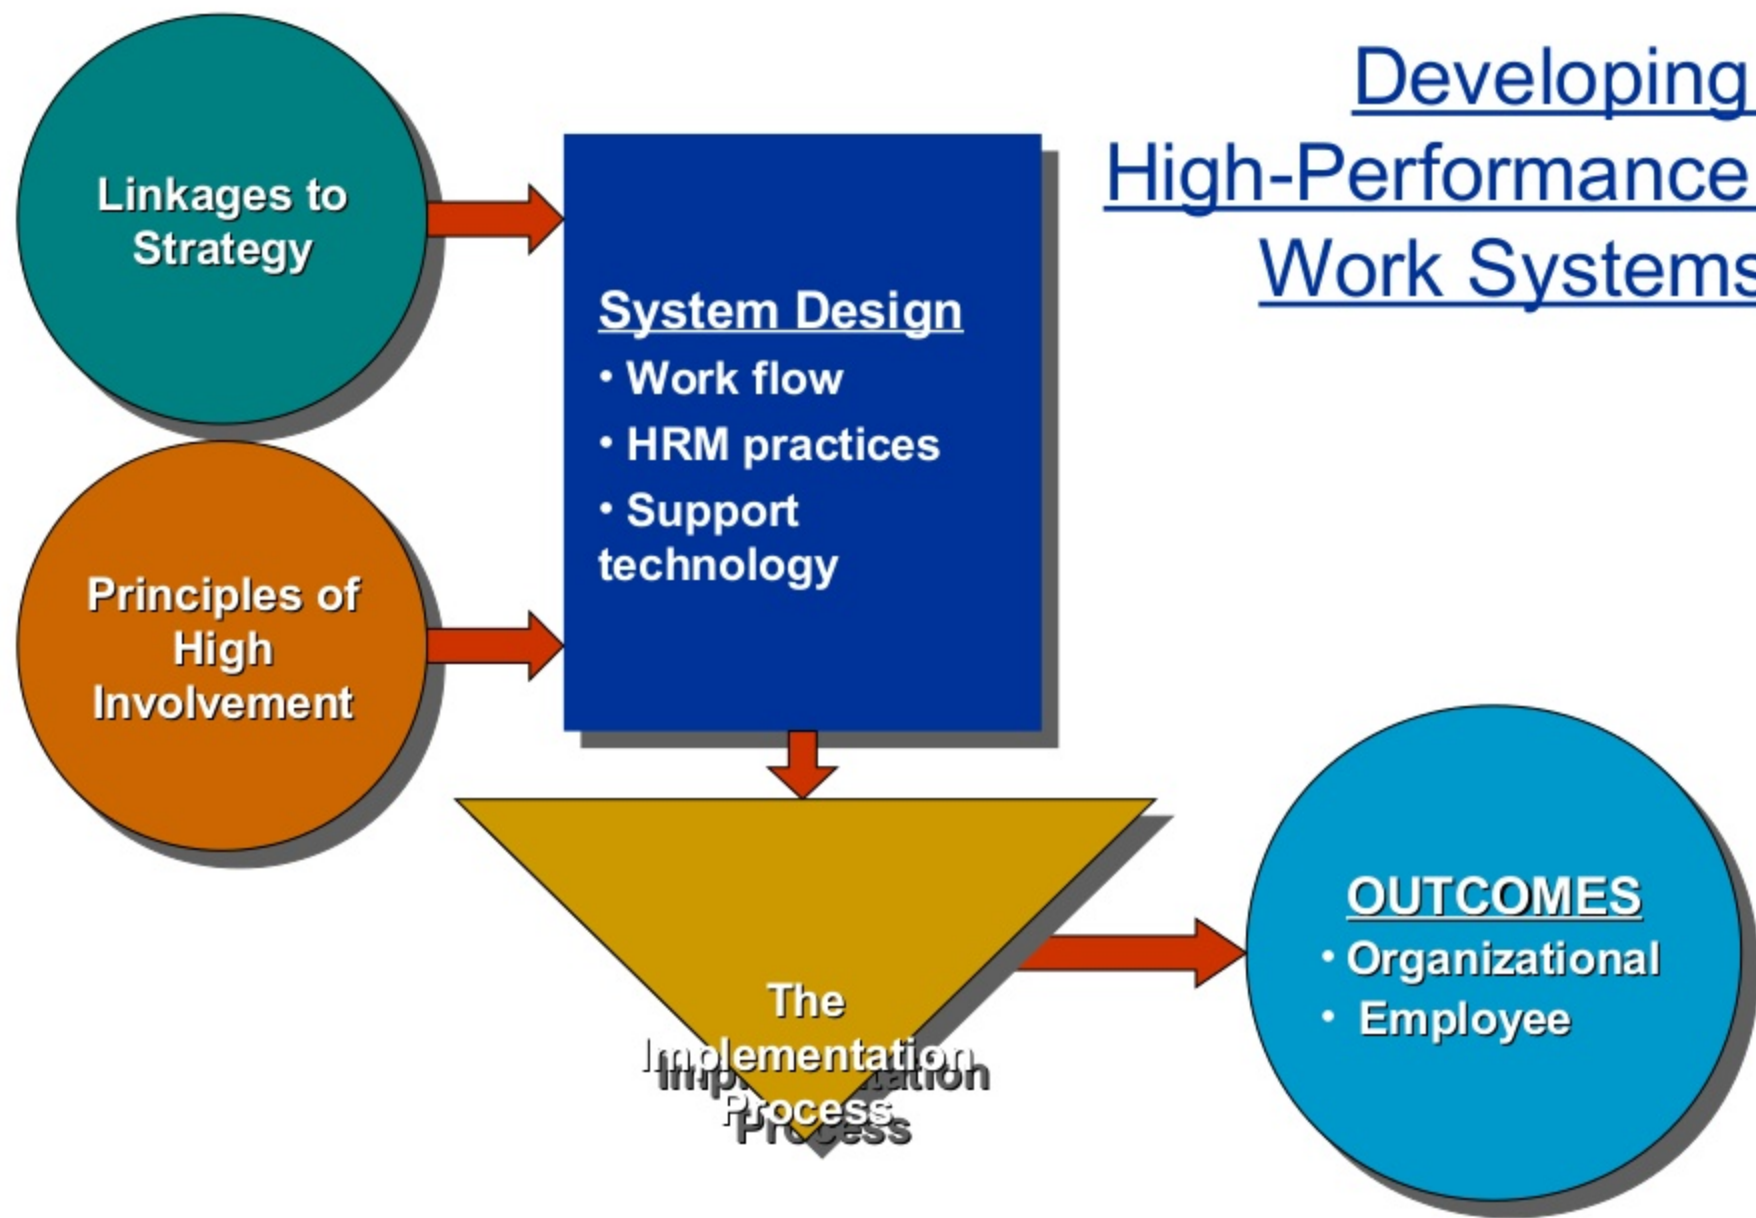 Developing
High-Performance
Work Systems
Linkages to
Strategy
System Design
• Work flow
• HRM practices
• Support
technology
Principles of
High
Involvement
The
Implementation
Process
OUTCOMES
• Organizational
• Employee